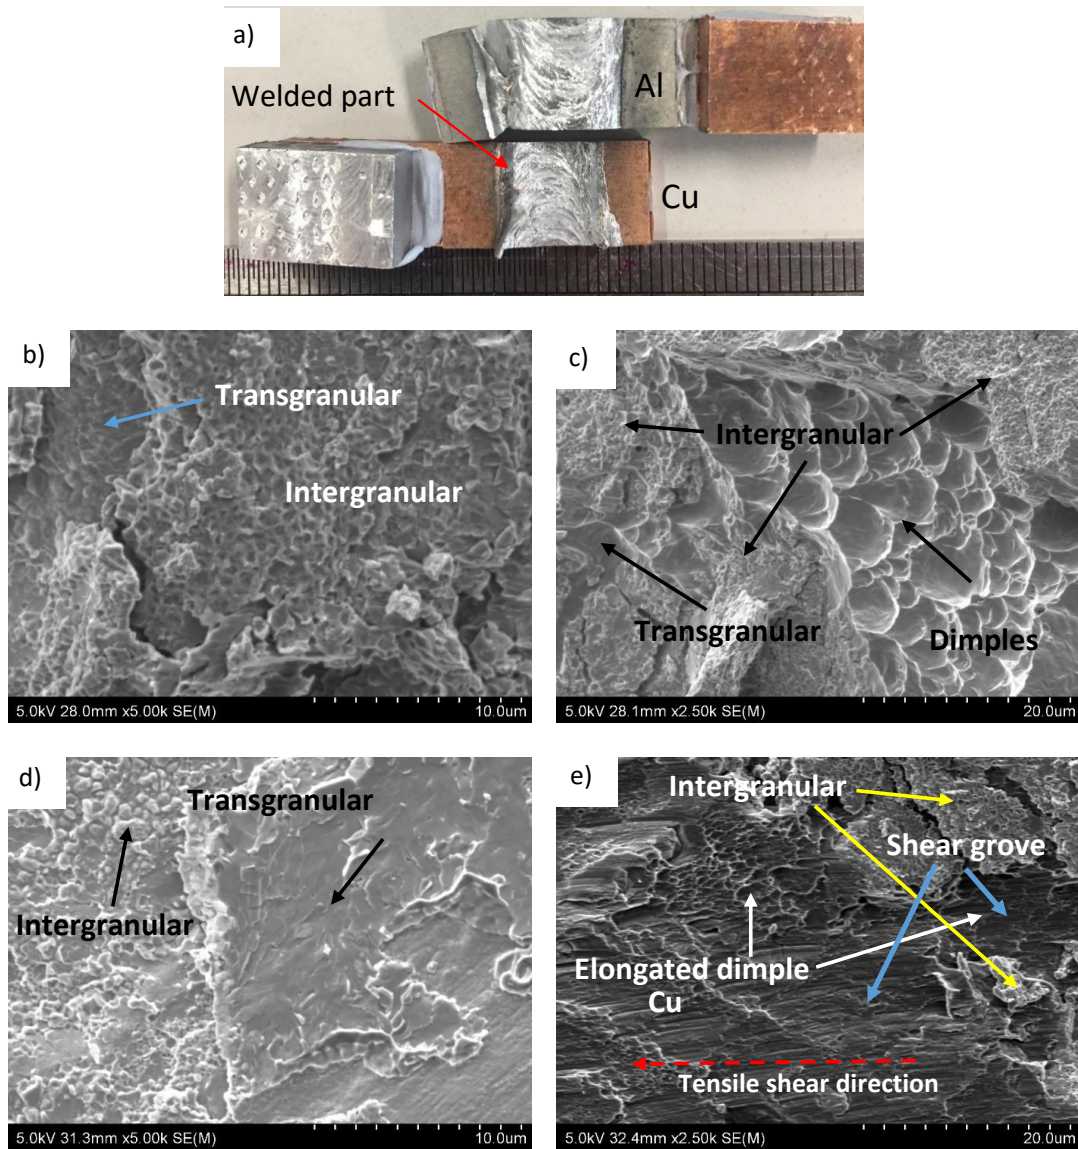 a)
Welded part
Al
Cu
b)
Transgranular
Intergranular
5.0kV 28.0mm x5.00k SE(M)
10.0um
c)
Intergranular
Transgranular
Dimples
5.0kV 28.1mm x2.50k SE(M)
20.0um
d)
Transgranular
Intergranular
5.0kV 31.3mm x5.00k SE(M)
10.0um
e)
Intergranular
Shear grove
Elongated dimple
Cu
Tensile shear direction
5.0kV 32.4mm x2.50k SE(M)
20.0um